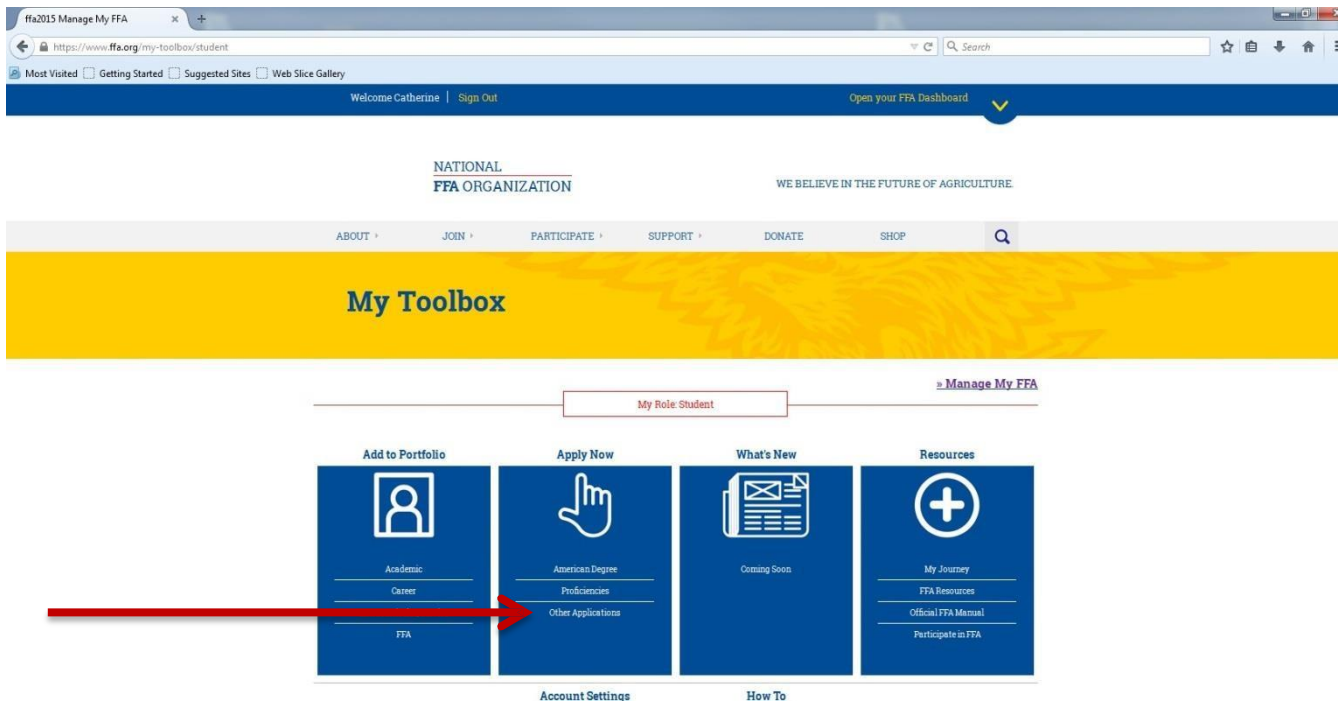 ffa2015 Manage My FFA
https://www.ffa.org/my-toolbox/student
Search
Most Visited Getting Started Suggested Sites Web Slice Gallery
Welcome Catherine | Sign Out
Open your FFA Dashboard
NATIONAL
FFA ORGANIZATION
WE BELIEVE IN THE FUTURE OF AGRICULTURE.
ABOUT JOIN PARTICIPATE SUPPORT DONATE SHOP
My Toolbox
» Manage My FFA
My Role: Student
Add to Portfolio
Academic
Career
FFA
Apply Now
American Degree
Proficiencies
Other Applications
What's New
Coming Soon
Resources
My Journey
FFA Resources
Official FFA Manual
Participate in FFA
Account Settings
How To